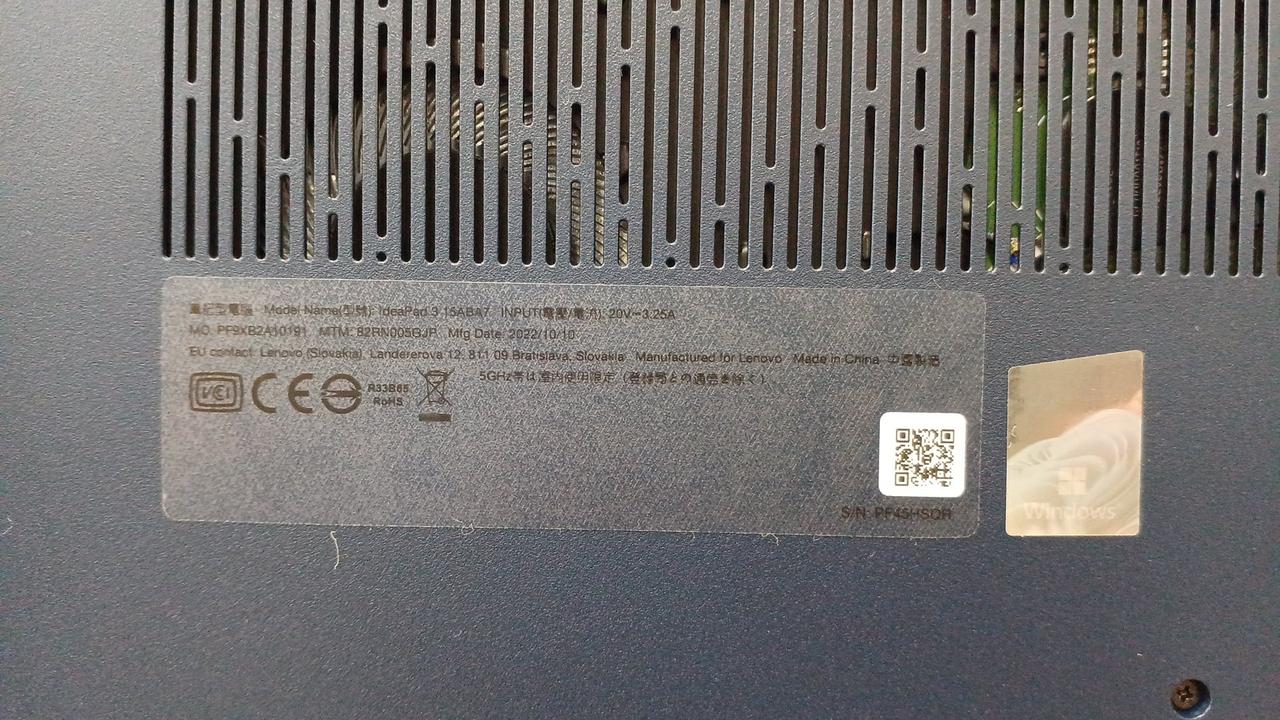 筆記型電腦 Model Name(型號): IdeaPad 3 15ABA7 INPUT(電壓/電流): 20V⎓3.25A
MO: PF9XB2A10191 MTM: 82RN005GJP Mfg Date: 2022/10/10
EU contact: Lenovo (Slovakia), Landererova 12, 811 09 Bratislava, Slovakia Manufactured for Lenovo Made in China 中國製造
VCI CE R33B65 RoHS 5GHz帯は室内使用限定(登録局との通信を除く)
S/N: PF45HSQR
Windows